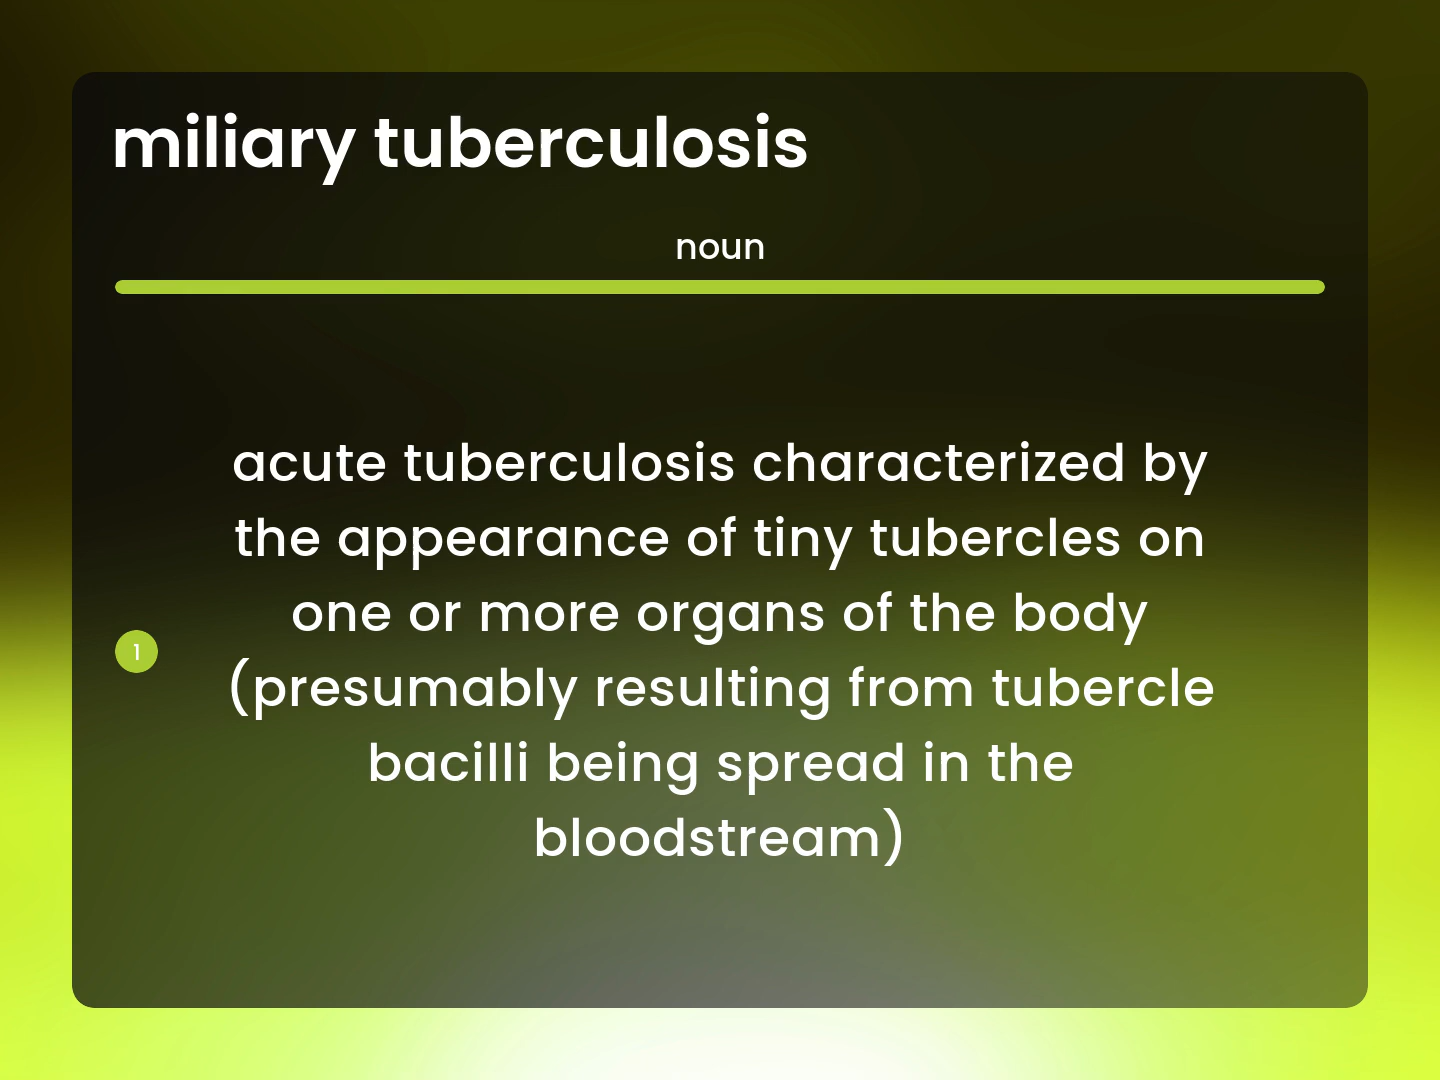 miliary tuberculosis
noun
acute tuberculosis characterized by
the appearance of tiny tubercles on
one or more organs of the body
1
(presumably resulting from tubercle
bacilli being spread in the
bloodstream)